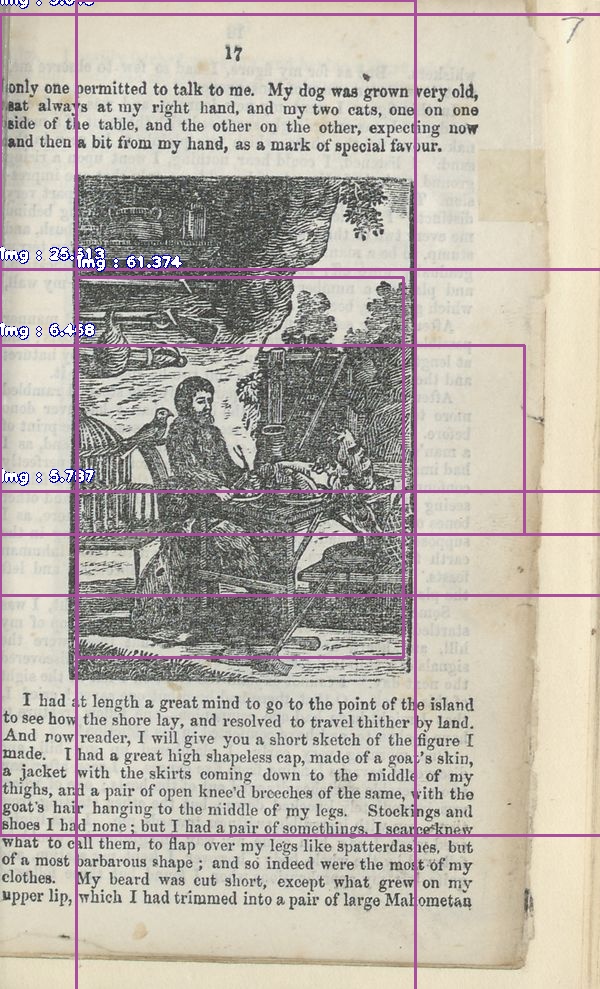 17
only one permitted to talk to me. My dog was grown very old,
sat always at my right hand, and my two cats, one on one
side of the table, and the other on the other, expecting now
and then a bit from my hand, as a mark of special favour.
Img : 25.513
Img : 61.374
Img : 6.458
Img : 5.737
I had at length a great mind to go to the point of the island
to see how the shore lay, and resolved to travel thither by land.
And now reader, I will give you a short sketch of the figure I
made. I had a great high shapeless cap, made of a goat's skin,
a jacket with the skirts coming down to the middle of my
thighs, and a pair of open knee'd breeches of the same, with the
goat's hair hanging to the middle of my legs. Stockings and
shoes I had none; but I had a pair of somethings, I scarce knew
what to call them, to flap over my legs like spatterdashes, but
of a most barbarous shape; and so indeed were the most of my
clothes. My beard was cut short, except what grew on my
upper lip, which I had trimmed into a pair of large Mahometan